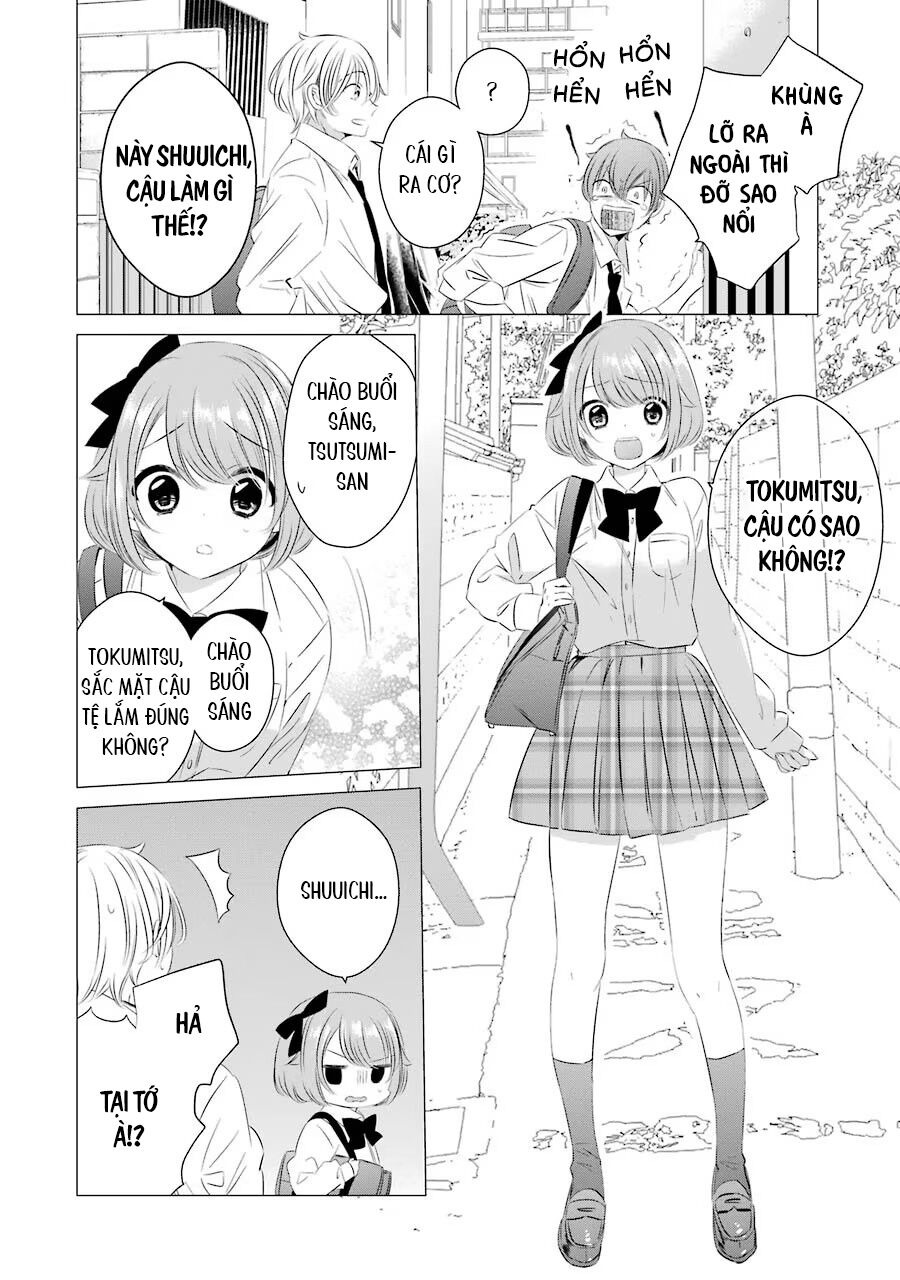 KHÙNG
À
LỠ RA
NGOÀI THÌ
ĐỠ SAO
NỔI
HỔN HỔN
HỂN HỂN
?
CÁI GÌ
RA CƠ?
NÀY SHUUICHI,
CẬU LÀM GÌ
THẾ!?
TOKUMITSU,
CẬU CÓ SAO
KHÔNG!?
CHÀO BUỔI
SÁNG,
TSUTSUMI-
SAN
CHÀO
BUỔI
SÁNG
TOKUMITSU,
SẮC MẶT CẬU
TỆ LẮM ĐÚNG
KHÔNG?
SHUUICHI...
HẢ
TẠI TỚ
À!?